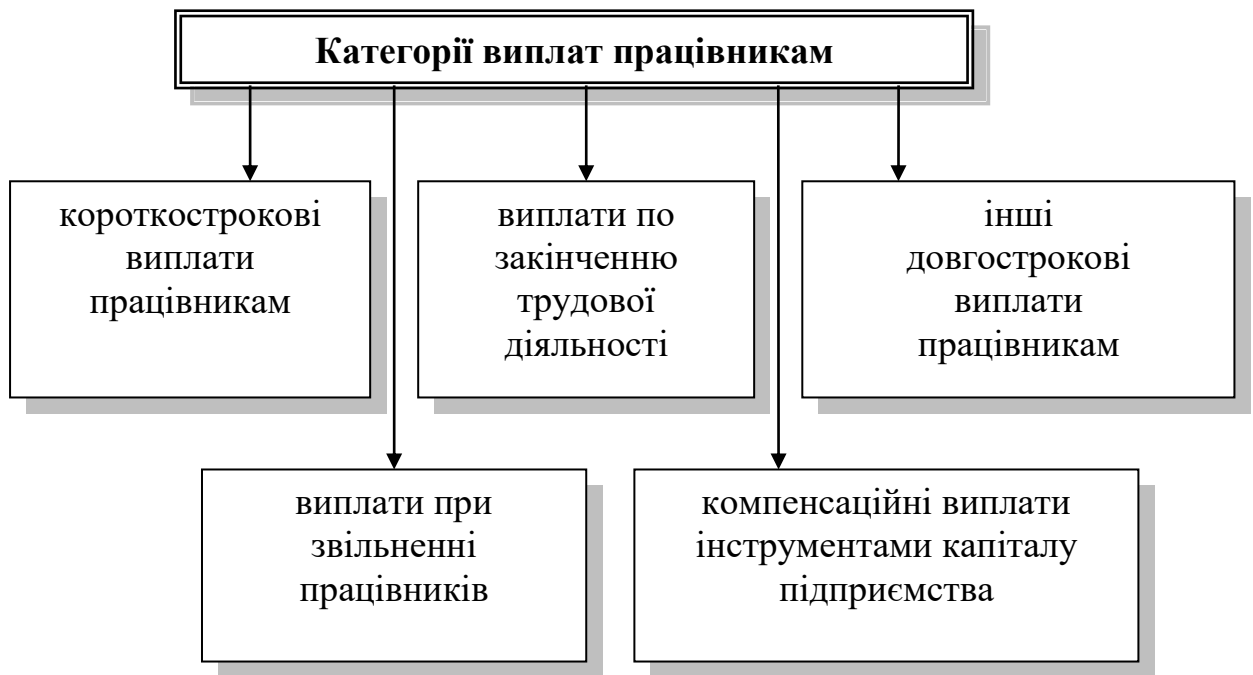 Категорії виплат працівникам
короткострокові
виплати
працівникам
виплати по
закінченню
трудової
діяльності
інші
довгострокові
виплати
працівникам
виплати при
звільненні
працівників
компенсаційні виплати
інструментами капіталу
підприємства